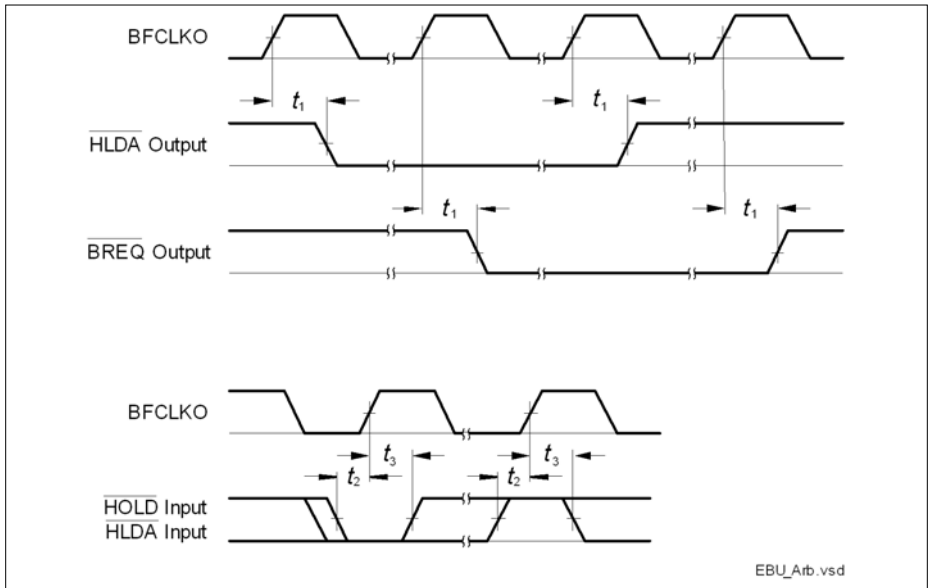 BFCLKO
t₁
t₁
HLDA Output
t₁
t₁
BREQ Output
BFCLKO
t₃
t₃
t₂
t₂
HOLD Input
HLDA Input
EBU_Arb.vsd